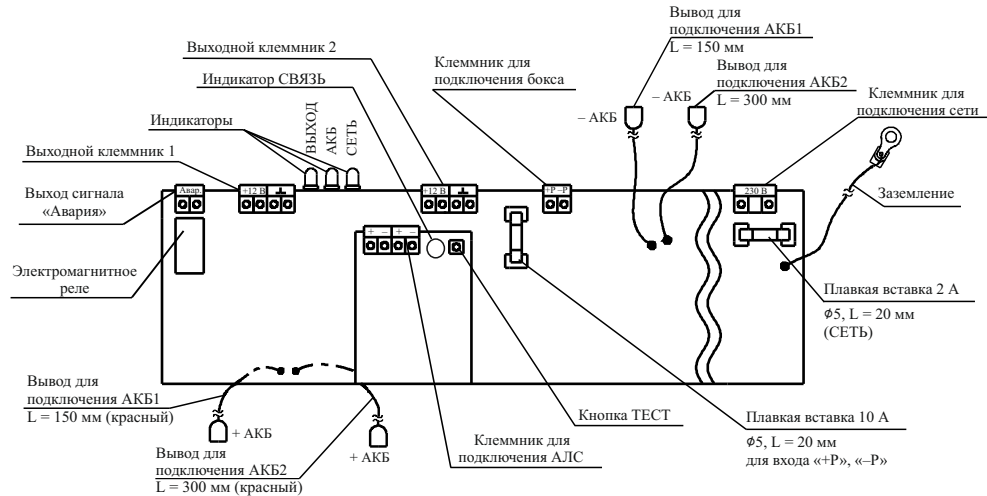 Вывод для
подключения АКБ1
L = 150 мм
Выходной клеммник 2
Клеммник для
подключения бокса
Вывод для
подключения АКБ2
L = 300 мм
Индикатор СВЯЗЬ
Клеммник для
подключения сети
– АКБ
– АКБ
Индикаторы
ВЫХОД
АКБ
СЕТЬ
Выходной клеммник 1
Выход сигнала
«Авария»
Авар.
+12 В
+12 В
+Р –Р
230 В
Заземление
+ – + –
Электромагнитное
реле
Плавкая вставка 2 А
ϕ5, L = 20 мм
(СЕТЬ)
Вывод для
подключения АКБ1
L = 150 мм (красный)
+ АКБ
Вывод для
подключения АКБ2
L = 300 мм (красный)
+ АКБ
Клеммник для
подключения АЛС
Кнопка ТЕСТ
Плавкая вставка 10 А
ϕ5, L = 20 мм
для входа «+Р», «–Р»